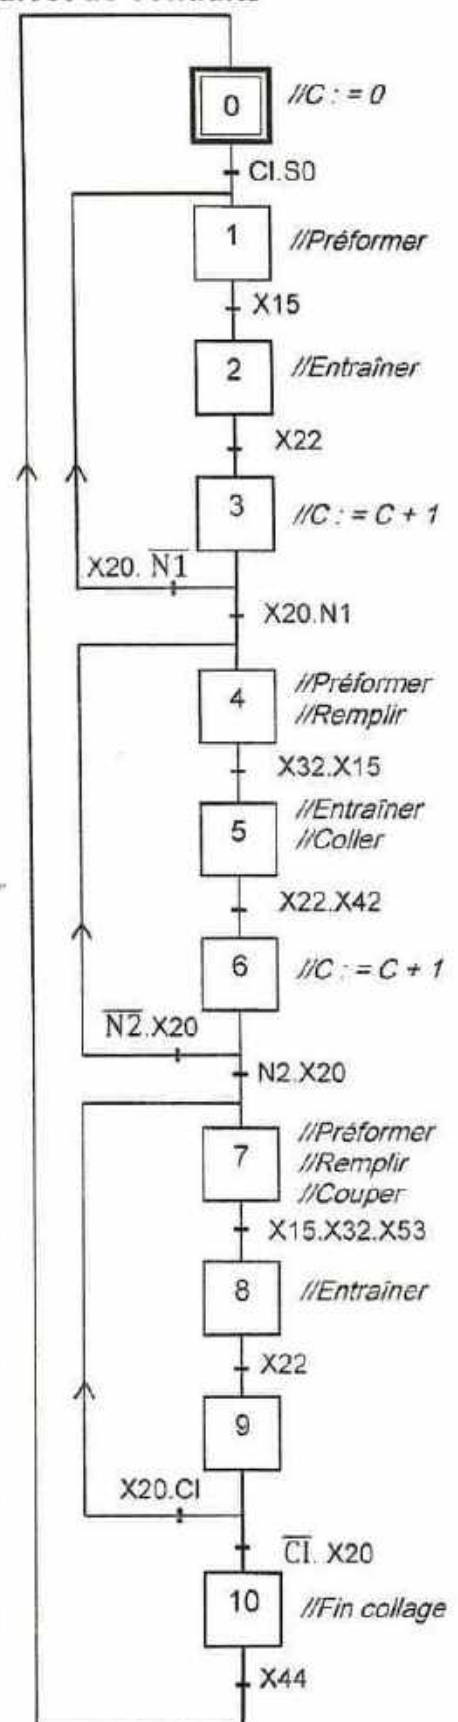 0 //C : = 0
CI.S0
1 //Préformer
X15
2 //Entraîner
X22
3 //C : = C + 1
X20. N1̅
X20.N1
4 //Préformer
//Remplir
X32.X15
5 //Entraîner
//Coller
X22.X42
6 //C : = C + 1
N̅2̅.X20
N2.X20
7 //Préformer
//Remplir
//Couper
X15.X32.X53
8 //Entraîner
X22
9
X20.CI
C̅I̅. X20
10 //Fin collage
X44